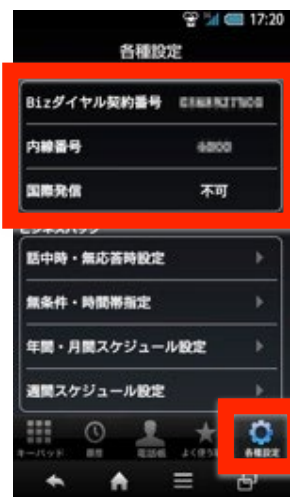 17:20
各種設定
Bizダイヤル契約番号
内線番号
国際発信 不可
話中時・無応答時設定
無条件・時間帯指定
年間・月間スケジュール設定
週間スケジュール設定
キーパッド 履歴 電話帳 各種設定